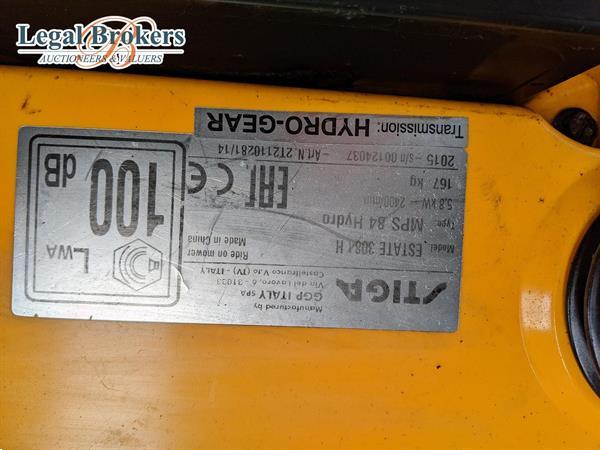 Legal Brokers
AUCTIONEERS & VALUERS
STIGA
Manufactured by
GGP ITALY SPA
Via del Lavoro, 6 - 31033
Castelfranco V.to (TV) - ITALY
Model: ESTATE 3084 H
Ride on mower
Type: MPS 84 Hydro
Made in China
5.8 kW - 2400/min
167 kg
EAC CE
2015 - s/n 00124037 - Art.N. 2T2110281/14
Transmission: HYDRO-GEAR
LWA
100
dB